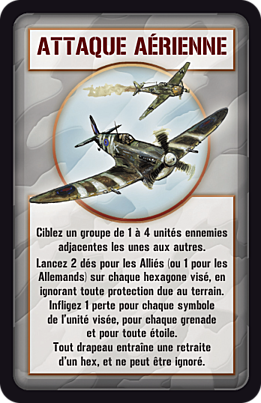 ATTAQUE AÉRIENNE
Ciblez un groupe de 1 à 4 unités ennemies
adjacentes les unes aux autres.
Lancez 2 dés pour les Alliés (ou 1 pour les
Allemands) sur chaque hexagone visé, en
ignorant toute protection due au terrain.
Infligez 1 perte pour chaque symbole
de l'unité visée, pour chaque grenade
et pour toute étoile.
Tout drapeau entraîne une retraite
d'un hex, et ne peut être ignoré.